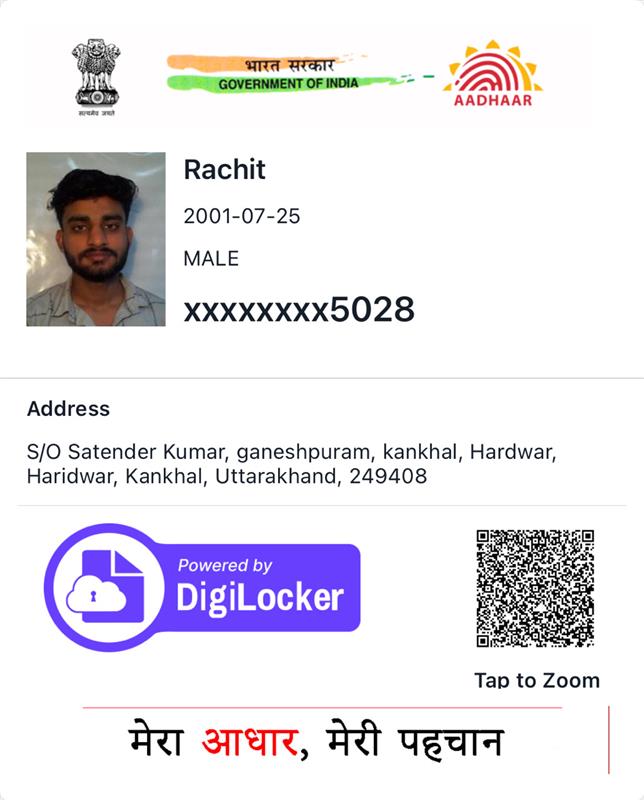 सत्यमेव जयते
भारत सरकार
GOVERNMENT OF INDIA
AADHAAR
Rachit
2001-07-25
MALE
xxxxxxxx5028
Address
S/O Satender Kumar, ganeshpuram, kankhal, Hardwar,
Haridwar, Kankhal, Uttarakhand, 249408
Powered by
DigiLocker
Tap to Zoom
मेरा आधार, मेरी पहचान